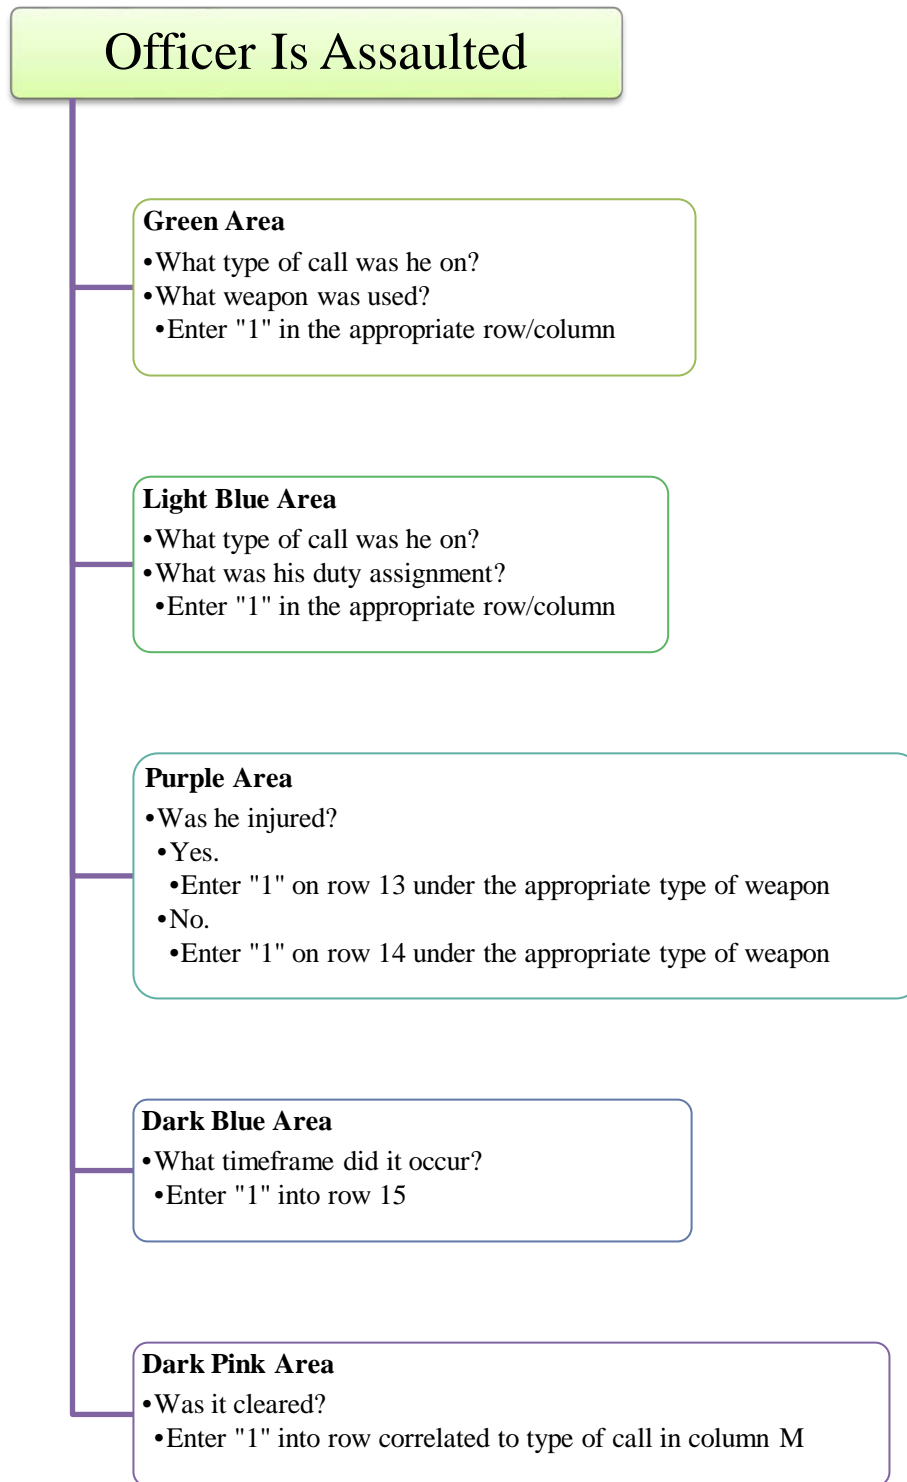 Officer Is Assaulted
Green Area
•What type of call was he on?
•What weapon was used?
•Enter "1" in the appropriate row/column
Light Blue Area
•What type of call was he on?
•What was his duty assignment?
•Enter "1" in the appropriate row/column
Purple Area
•Was he injured?
•Yes.
•Enter "1" on row 13 under the appropriate type of weapon
•No.
•Enter "1" on row 14 under the appropriate type of weapon
Dark Blue Area
•What timeframe did it occur?
•Enter "1" into row 15
Dark Pink Area
•Was it cleared?
•Enter "1" into row correlated to type of call in column M